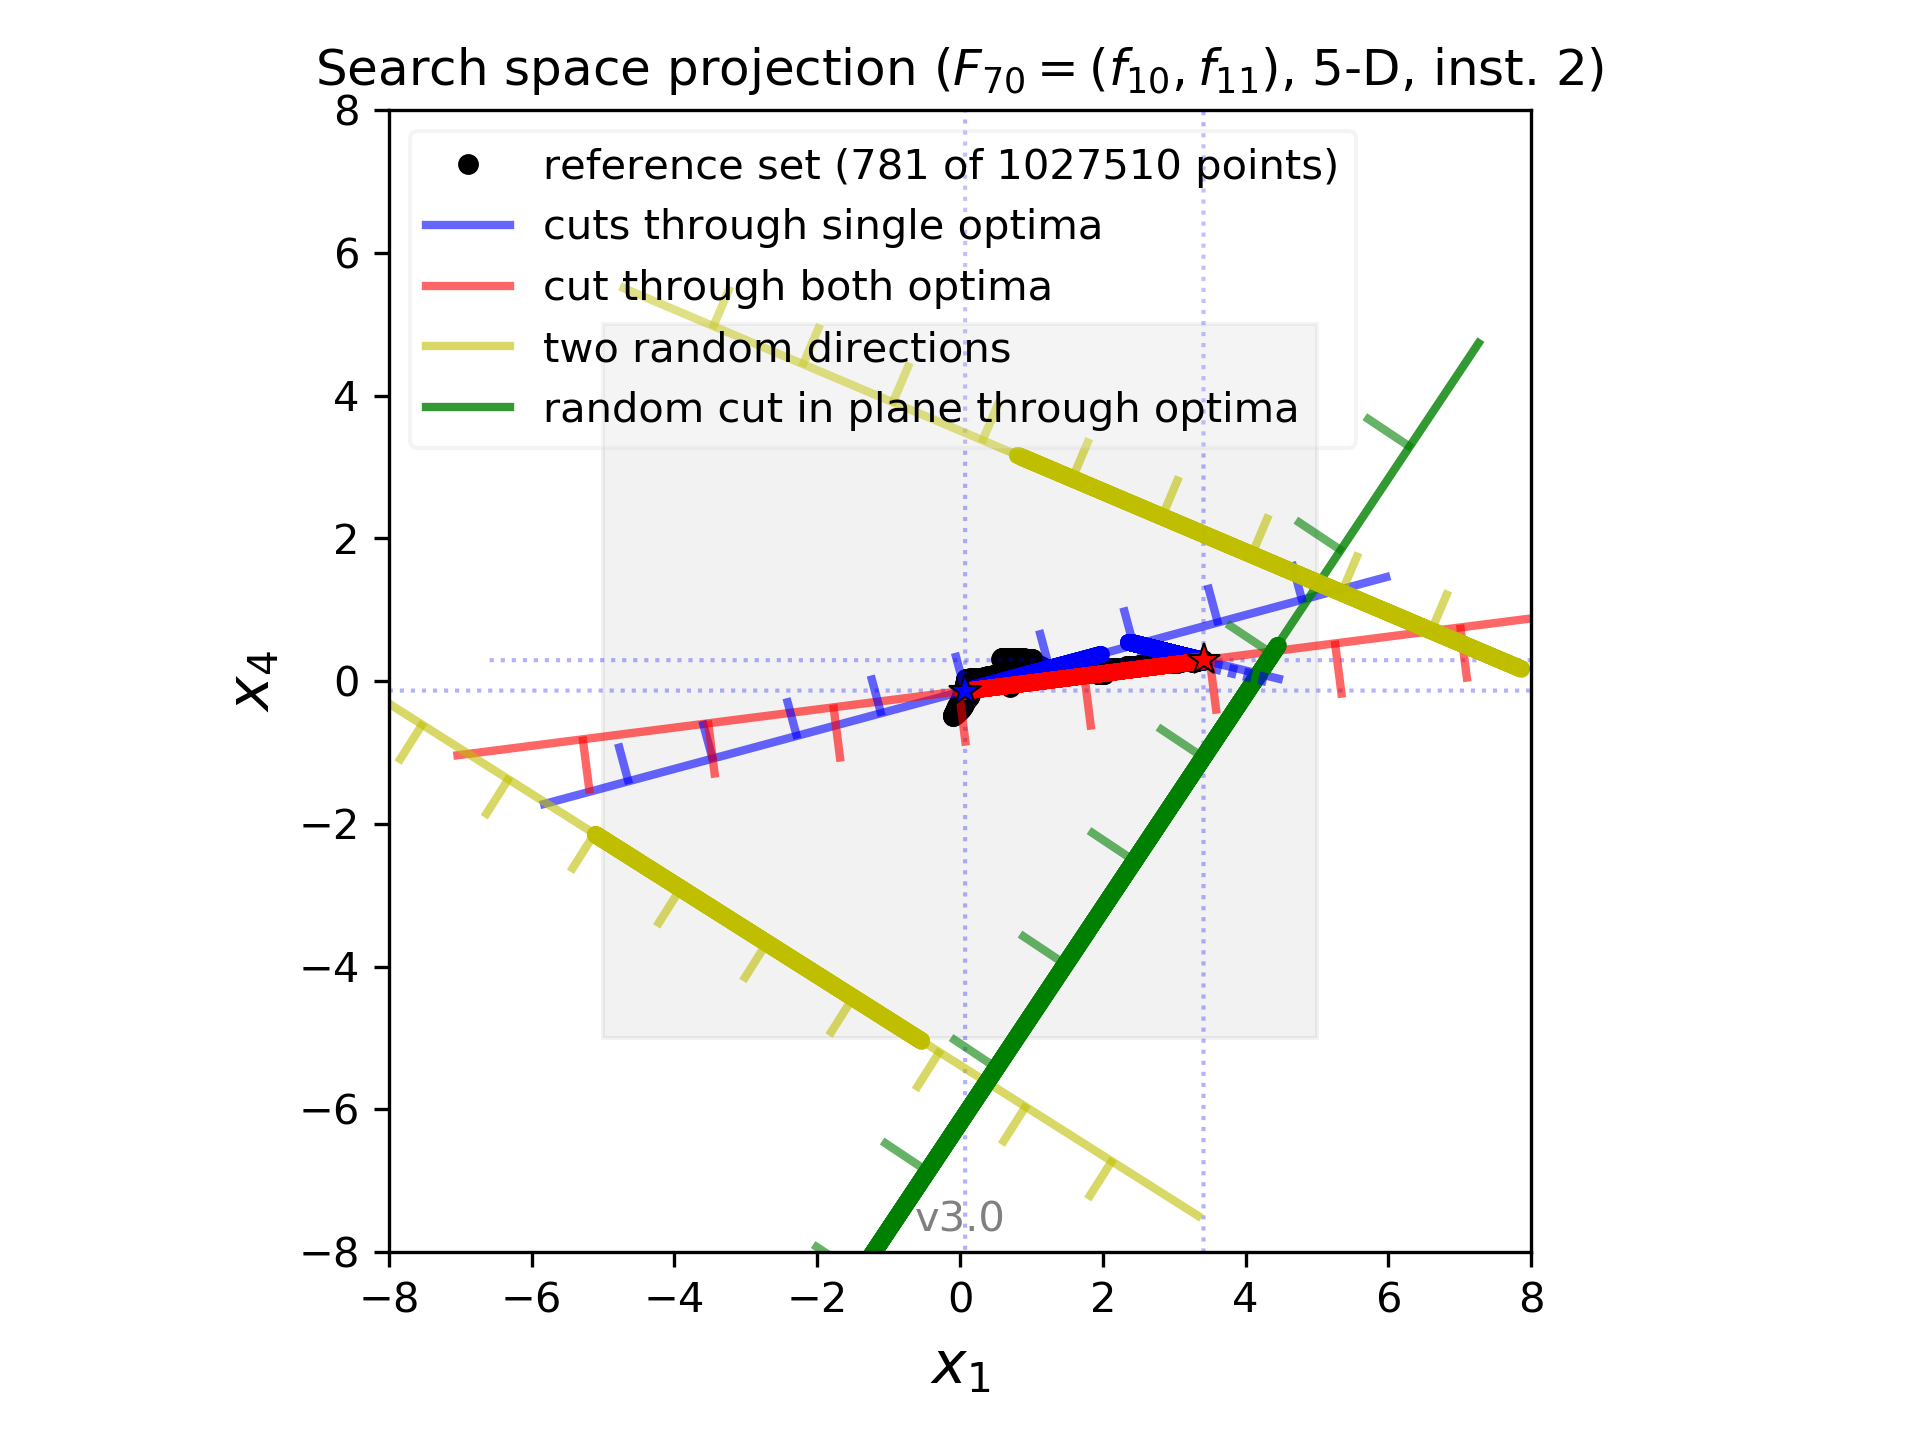 Search space projection (F₇₀ = (f₁₀, f₁₁), 5-D, inst. 2)
8
reference set (781 of 1027510 points)
cuts through single optima
6
cut through both optima
two random directions
4
random cut in plane through optima
2
x₄
0
−2
−4
−6
v3.0
−8
−8 −6 −4 −2 0 2 4 6 8
x₁